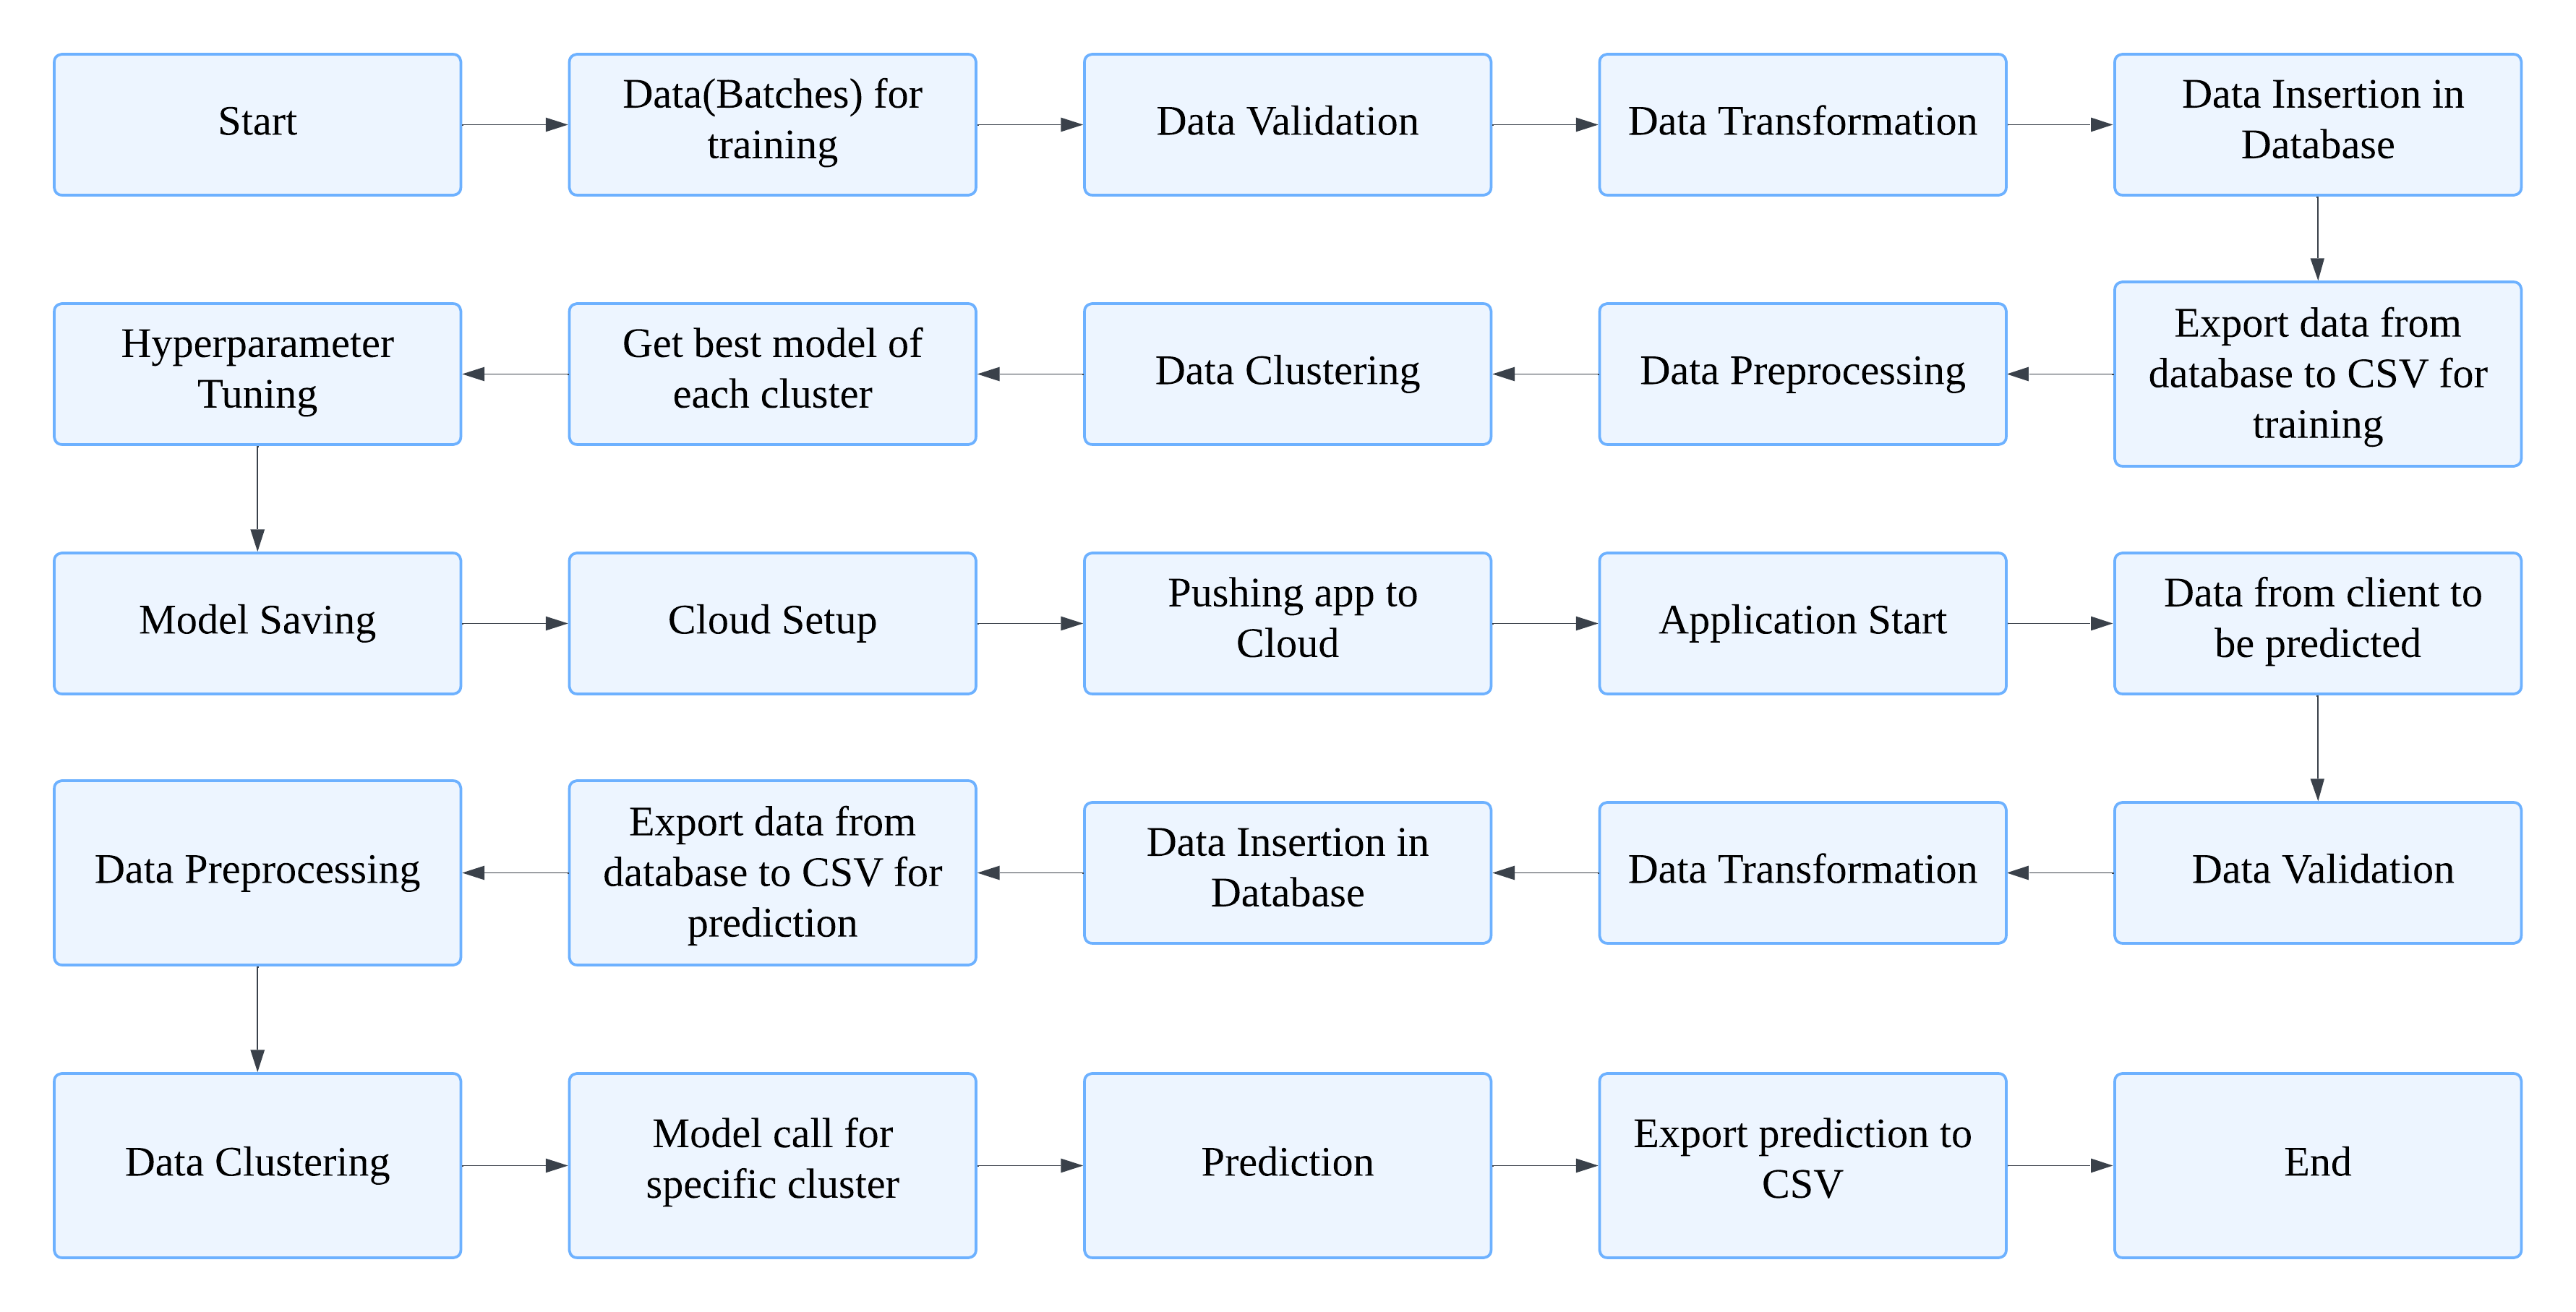 Start
Data(Batches) for
training
Data Validation
Data Transformation
Data Insertion in
Database
Hyperparameter
Tuning
Get best model of
each cluster
Data Clustering
Data Preprocessing
Export data from
database to CSV for
training
Model Saving
Cloud Setup
Pushing app to
Cloud
Application Start
Data from client to
be predicted
Data Preprocessing
Export data from
database to CSV for
prediction
Data Insertion in
Database
Data Transformation
Data Validation
Data Clustering
Model call for
specific cluster
Prediction
Export prediction to
CSV
End